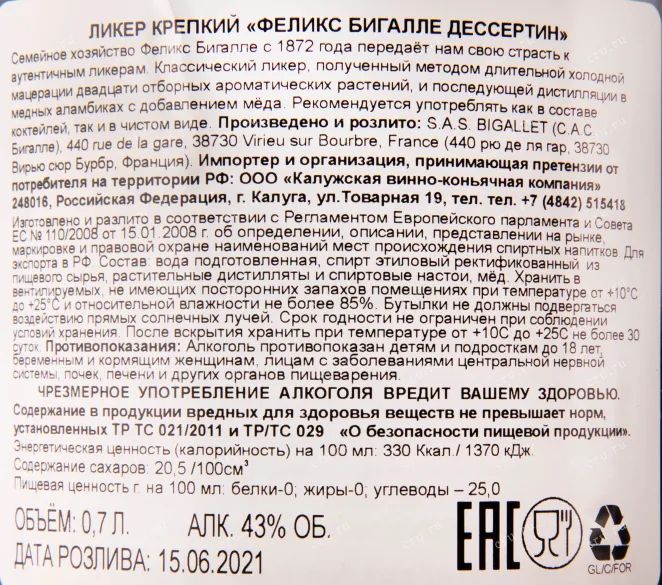 ЛИКЕР КРЕПКИЙ «ФЕЛИКС БИГАЛЛЕ ДЕССЕРТИН»
Семейное хозяйство Феликс Бигалле с 1872 года передаёт нам свою страсть к
аутентичным ликерам. Классический ликер, полученный методом длительной холодной
мацерации двадцати отборных ароматических растений, и последующей дистилляции в
медных аламбиках с добавлением мёда. Рекомендуется употреблять как в составе
коктейлей, так и в чистом виде. Произведено и розлито: S.A.S. BIGALLET (С.А.С
Бигалле), 440 rue de la gare, 38730 Virieu sur Bourbre, France (440 рю де ля гар, 38730
Вирью сюр Бурбр, Франция). Импортер и организация, принимающая претензии от
потребителя на территории РФ: ООО «Калужская винно-коньячная компания»
248016, Российская Федерация, г. Калуга, ул.Товарная 19, тел. тел. +7 (4842) 515418
Изготовлено и разлито в соответствии с Регламентом Европейского парламента и Совета
ЕС № 110/2008 от 15.01.2008 г. об определении, описании, представлении на рынке,
маркировке и правовой охране наименований мест происхождения спиртных напитков. Для
экспорта в РФ. Состав: вода подготовленная, спирт этиловый ректификованный из
пищевого сырья, растительные дистилляты и спиртовые настои, мёд. Хранить в
вентилируемых, не имеющих посторонних запахов помещениях при температуре от +10°С
до +25°С и относительной влажности не более 85%. Бутылки не должны подвергаться
воздействию прямых солнечных лучей. Срок годности не ограничен при соблюдении
условий хранения. После вскрытия хранить при температуре от +10С до +25С не более 30
суток. Противопоказания: Алкоголь противопоказан детям и подросткам до 18 лет,
беременным и кормящим женщинам, лицам с заболеваниями центральной нервной
системы, почек, печени и других органов пищеварения.
ЧРЕЗМЕРНОЕ УПОТРЕБЛЕНИЕ АЛКОГОЛЯ ВРЕДИТ ВАШЕМУ ЗДОРОВЬЮ.
Содержание в продукции вредных для здоровья веществ не превышает норм,
установленных ТР ТС 021/2011 и ТР/ТС 029 «О безопасности пищевой продукции».
Энергетическая ценность (калорийность) на 100 мл: 330 Ккал./ 1370 кДж.
Содержание сахаров: 20,5 /100см³
Пищевая ценность г. на 100 мл: белки-0; жиры-0; углеводы – 25,0
ОБЪЁМ: 0,7 Л. АЛК. 43% ОБ.
ДАТА РОЗЛИВА: 15.06.2021
ЕАС
GL/C/FOR